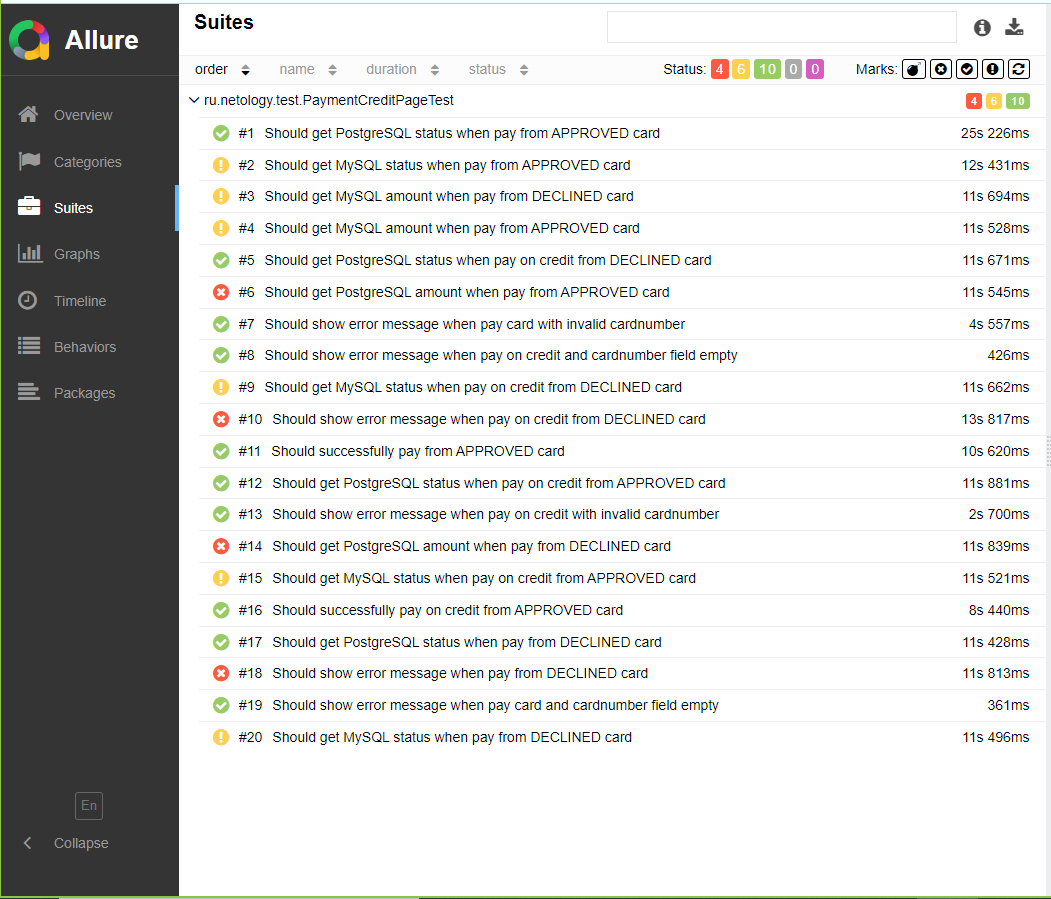 Allure
Overview
Categories
Suites
Graphs
Timeline
Behaviors
Packages
En
Collapse
Suites
order name duration status Status: 4 6 10 0 0 Marks:
ru.netology.test.PaymentCreditPageTest 4 6 10
#1 Should get PostgreSQL status when pay from APPROVED card 25s 226ms
#2 Should get MySQL status when pay from APPROVED card 12s 431ms
#3 Should get MySQL amount when pay from DECLINED card 11s 694ms
#4 Should get MySQL amount when pay from APPROVED card 11s 528ms
#5 Should get PostgreSQL status when pay on credit from DECLINED card 11s 671ms
#6 Should get PostgreSQL amount when pay from APPROVED card 11s 545ms
#7 Should show error message when pay card with invalid cardnumber 4s 557ms
#8 Should show error message when pay on credit and cardnumber field empty 426ms
#9 Should get MySQL status when pay on credit from DECLINED card 11s 662ms
#10 Should show error message when pay on credit from DECLINED card 13s 817ms
#11 Should successfully pay from APPROVED card 10s 620ms
#12 Should get PostgreSQL status when pay on credit from APPROVED card 11s 881ms
#13 Should show error message when pay on credit with invalid cardnumber 2s 700ms
#14 Should get PostgreSQL amount when pay from DECLINED card 11s 839ms
#15 Should get MySQL status when pay on credit from APPROVED card 11s 521ms
#16 Should successfully pay on credit from APPROVED card 8s 440ms
#17 Should get PostgreSQL status when pay from DECLINED card 11s 428ms
#18 Should show error message when pay from DECLINED card 11s 813ms
#19 Should show error message when pay card and cardnumber field empty 361ms
#20 Should get MySQL status when pay from DECLINED card 11s 496ms